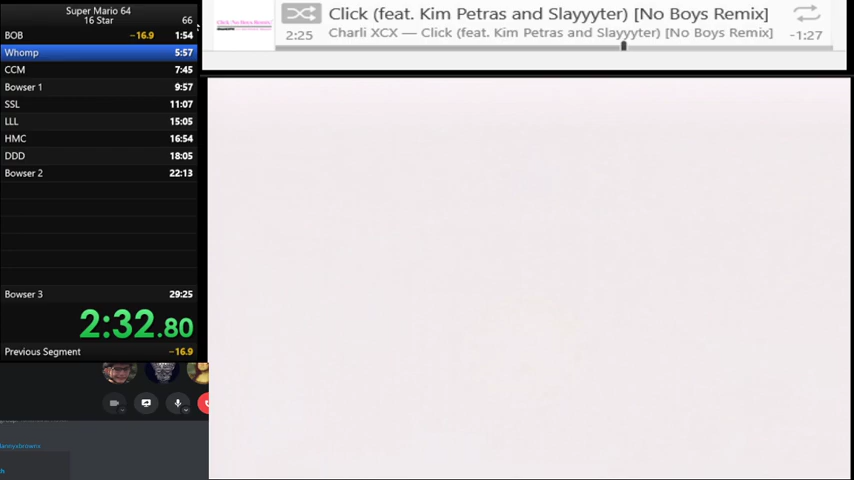 Super Mario 64
16 Star
66
BOB -16.9 1:54
Whomp 5:57
CCM 7:45
Bowser 1 9:57
SSL 11:07
LLL 15:05
HMC 16:54
DDD 18:05
Bowser 2 22:13
Bowser 3 29:25
2:32.80
Previous Segment -16.9
Click (feat. Kim Petras and Slayyyter) [No Boys Remix]
2:25 Charli XCX — Click (feat. Kim Petras and Slayyyter) [No Boys Remix] -1:27